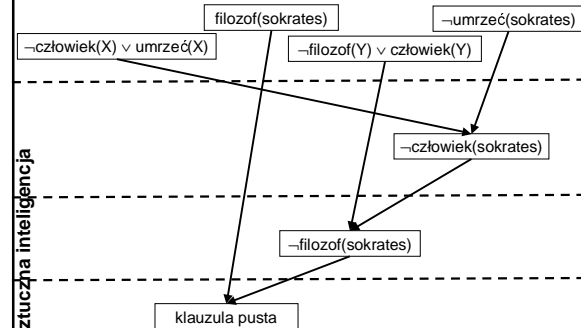 filozof(sokrates)
¬umrzeć(sokrates)
¬człowiek(X) ∨ umrzeć(X)
¬filozof(Y) ∨ człowiek(Y)
¬człowiek(sokrates)
¬filozof(sokrates)
klauzula pusta
ztuczna inteligencja